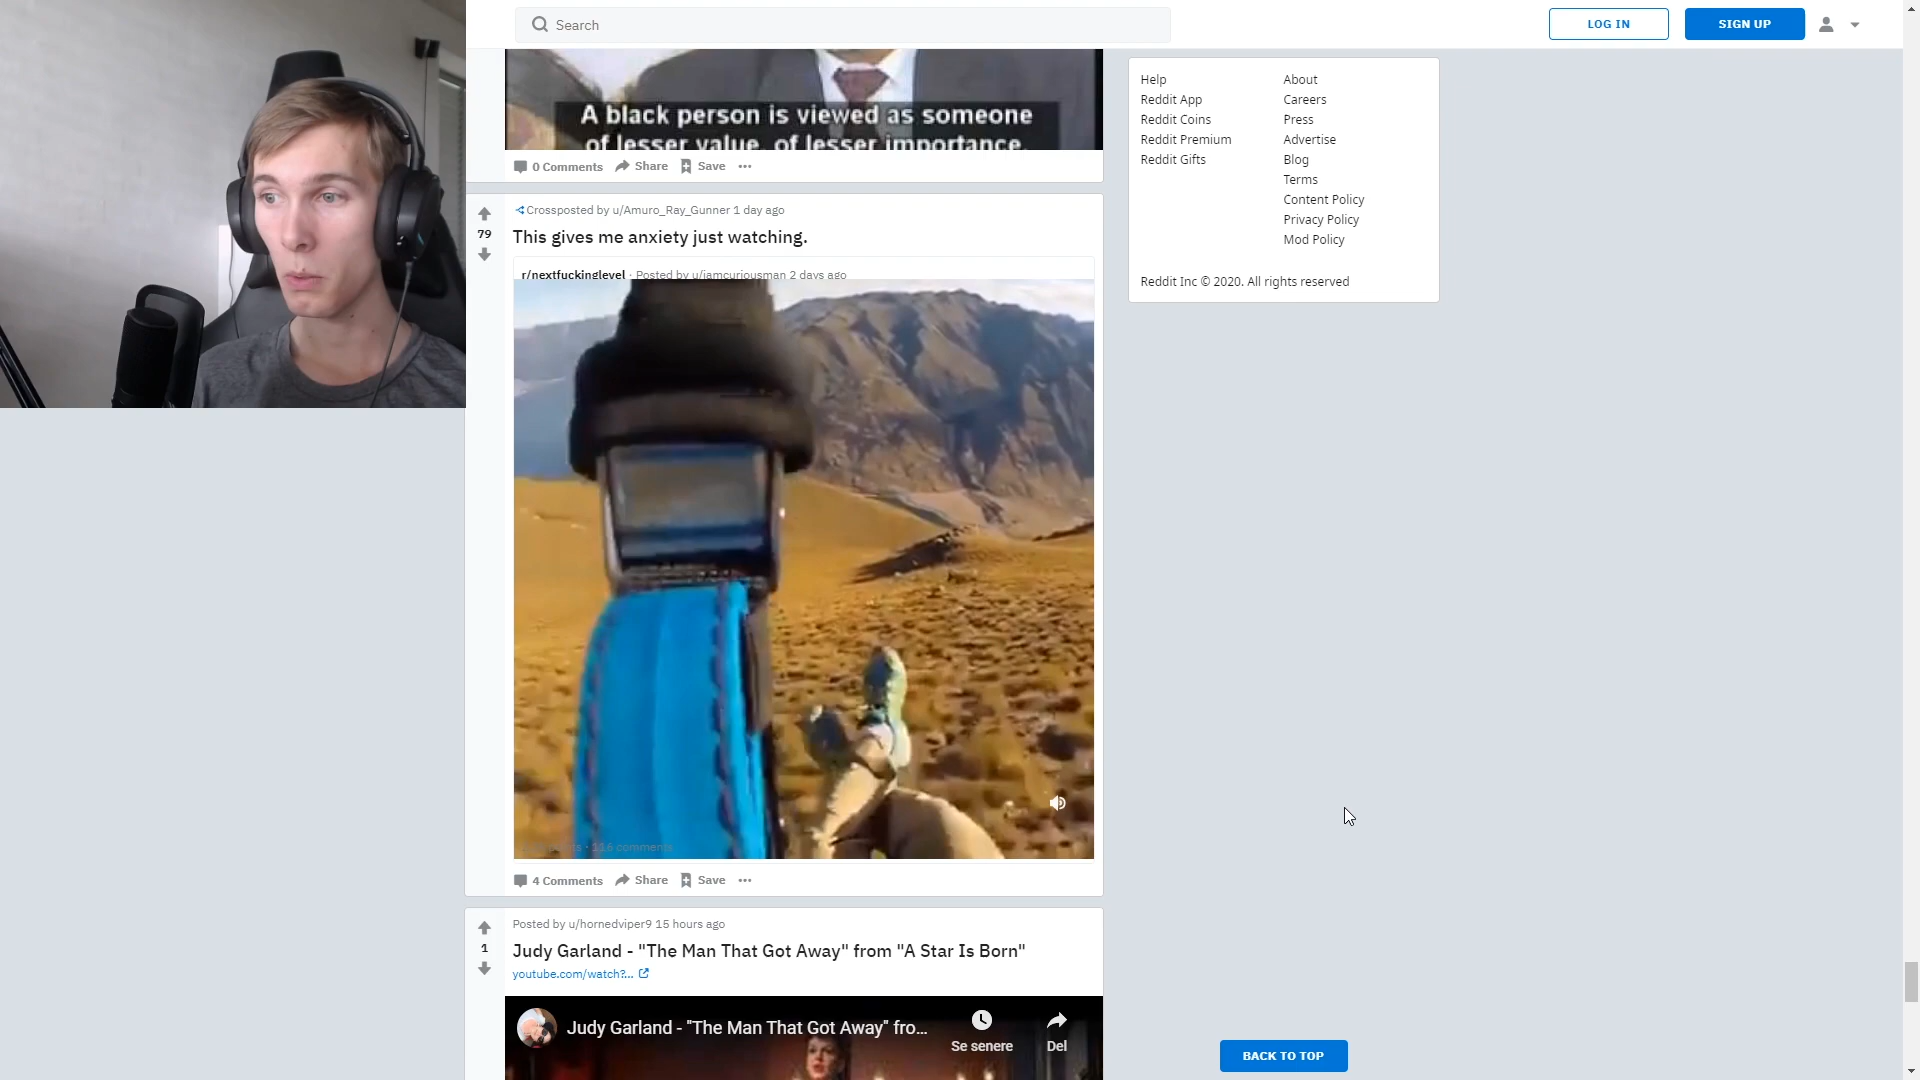 Search
LOG IN
SIGN UP
A black person is viewed as someone
of lesser value, of lesser importance.
0 Comments
Share
Save
Help
Reddit App
Reddit Coins
Reddit Premium
Reddit Gifts
About
Careers
Press
Advertise
Blog
Terms
Content Policy
Privacy Policy
Mod Policy
Reddit Inc © 2020. All rights reserved
Crossposted by u/Amuro_Ray_Gunner 1 day ago
79
This gives me anxiety just watching.
r/nextfuckinglevel · Posted by u/iamcuriousman 2 days ago
· 116 comments
4 Comments
Share
Save
Posted by u/hornedviper9 15 hours ago
1
Judy Garland - "The Man That Got Away" from "A Star Is Born"
youtube.com/watch?...
Judy Garland - "The Man That Got Away" fro...
Se senere
Del
BACK TO TOP